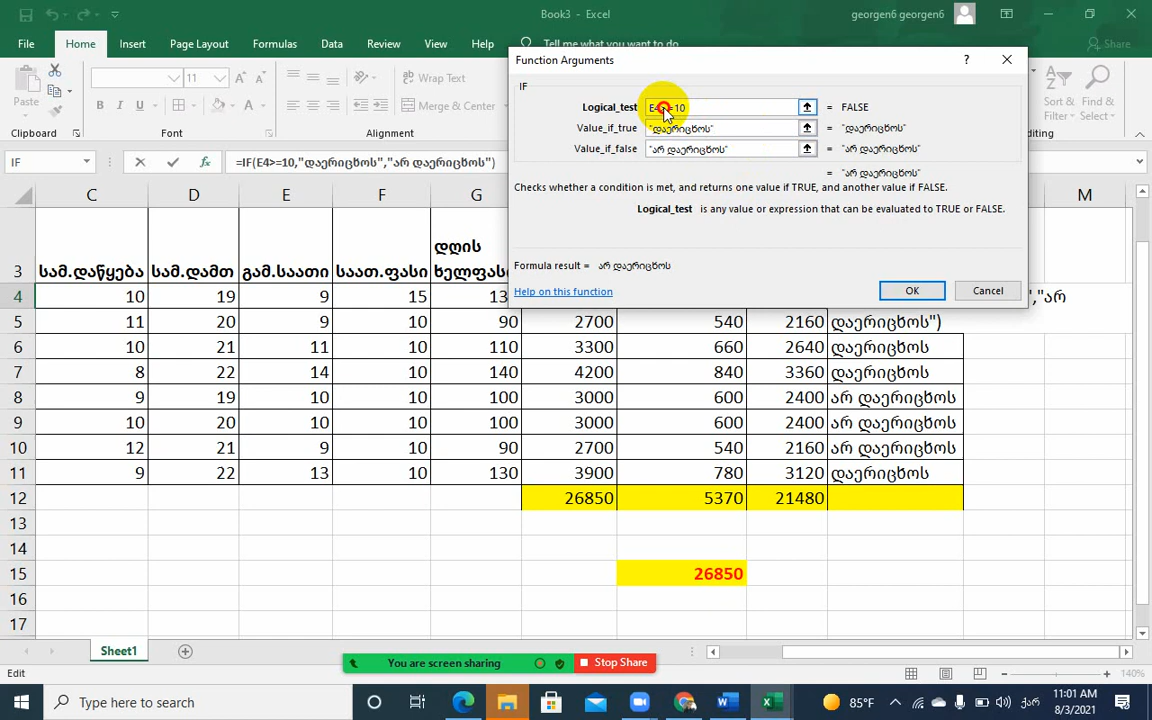 Book3 - Excel
georgen6 georgen6
File Home Insert Page Layout Formulas Data Review View Help Tell me what you want to do Share
Paste
11
B I U
Wrap Text
Merge & Center
Sort & Find &
Filter Select
Clipboard Font Alignment Editing
IF =IF(E4>=10,"დაერიცხოს","არ დაერიცხოს")
Function Arguments ?
IF
Logical_test = FALSE
Value_if_true "დაერიცხოს" = "დაერიცხოს"
Value_if_false "არ დაერიცხოს" = "არ დაერიცხოს"
= "არ დაერიცხოს"
Checks whether a condition is met, and returns one value if TRUE, and another value if FALSE.
Logical_test is any value or expression that can be evaluated to TRUE or FALSE.
Formula result = არ დაერიცხოს
Help on this function
OK Cancel
C D E F G M
3 სამ.დაწყება სამ.დამთ გამ.საათი საათ.ფასი დღის
4 10 19 9 15 ","არ
5 11 20 9 10 90 2700 540 2160 დაერიცხოს")
6 10 21 11 10 110 3300 660 2640 დაერიცხოს
7 8 22 14 10 140 4200 840 3360 დაერიცხოს
8 9 19 10 10 100 3000 600 2400 არ დაერიცხოს
9 10 20 10 10 100 3000 600 2400 არ დაერიცხოს
10 12 21 9 10 90 2700 540 2160 არ დაერიცხოს
11 9 22 13 10 130 3900 780 3120 დაერიცხოს
12 26850 5370 21480
13
14
15 26850
16
17
Sheet1
You are screen sharing Stop Share
Edit 140%
Type here to search
85°F ქარ 11:01 AM
8/3/2021